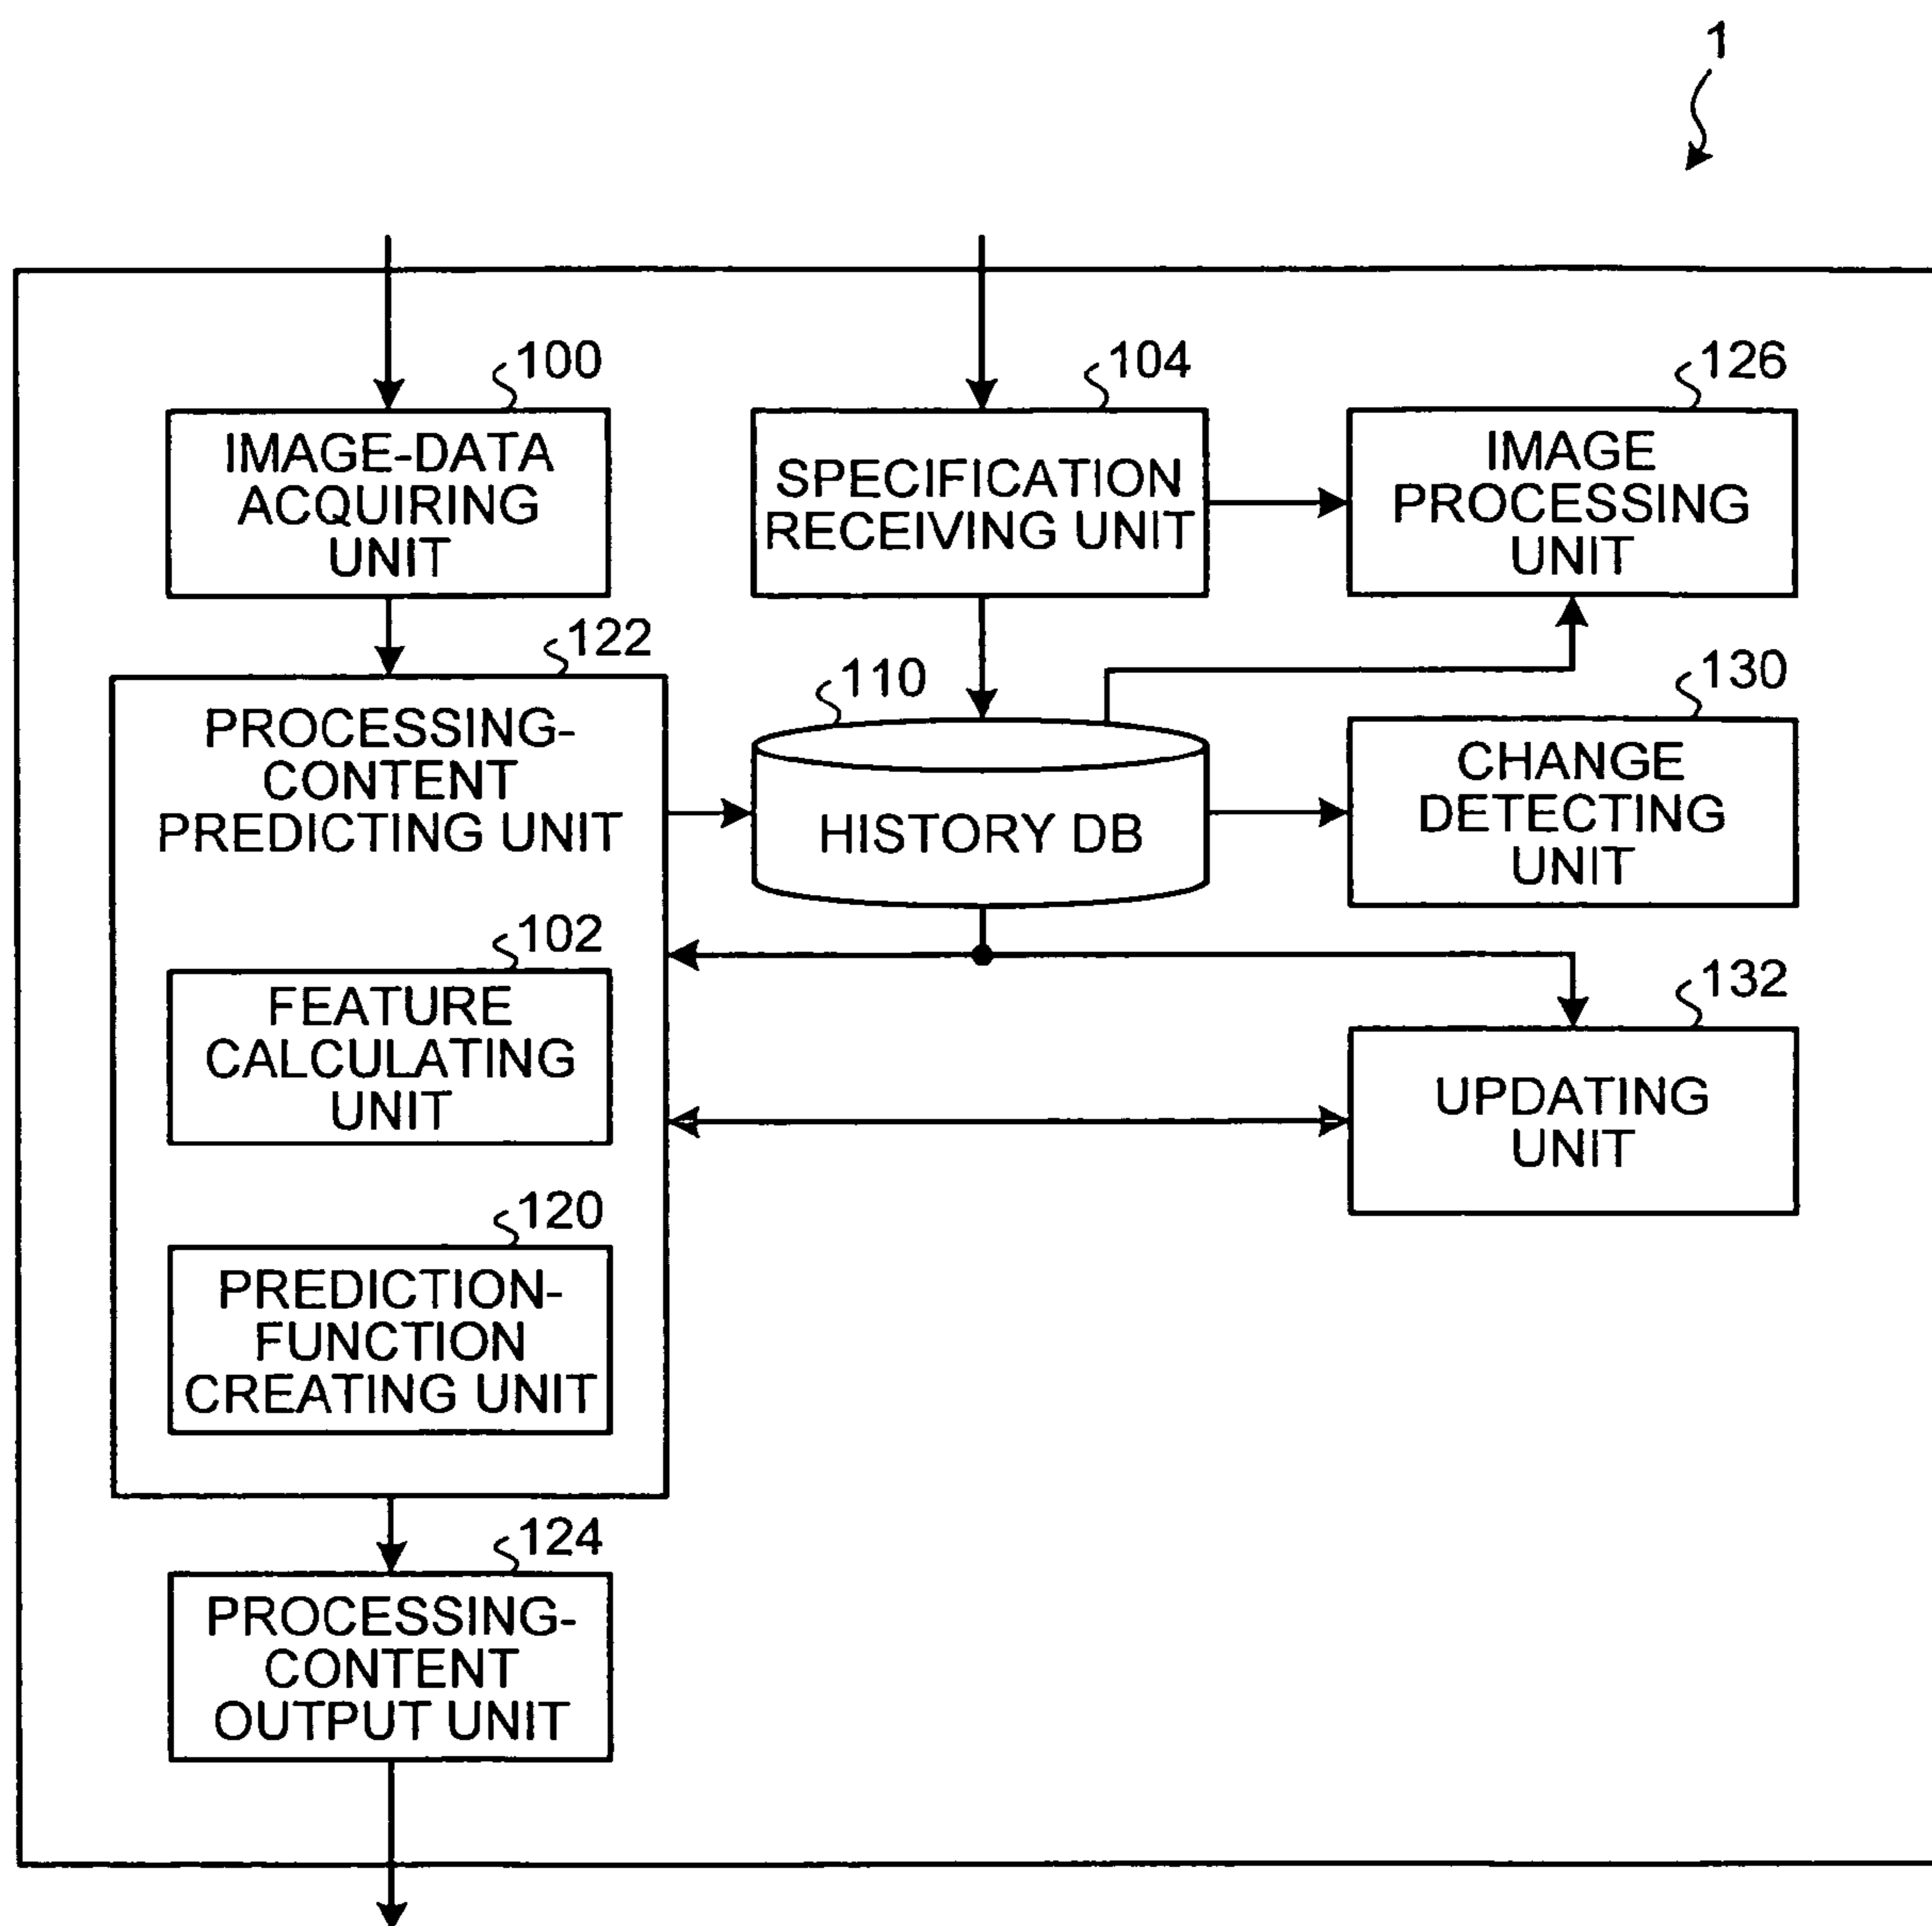 1
100
104
126
IMAGE-DATA
ACQUIRING
UNIT
SPECIFICATION
RECEIVING UNIT
IMAGE
PROCESSING
UNIT
122
110
130
PROCESSING-
CONTENT
PREDICTING UNIT
HISTORY DB
CHANGE
DETECTING
UNIT
102
132
FEATURE
CALCULATING
UNIT
UPDATING
UNIT
120
PREDICTION-
FUNCTION
CREATING UNIT
124
PROCESSING-
CONTENT
OUTPUT UNIT